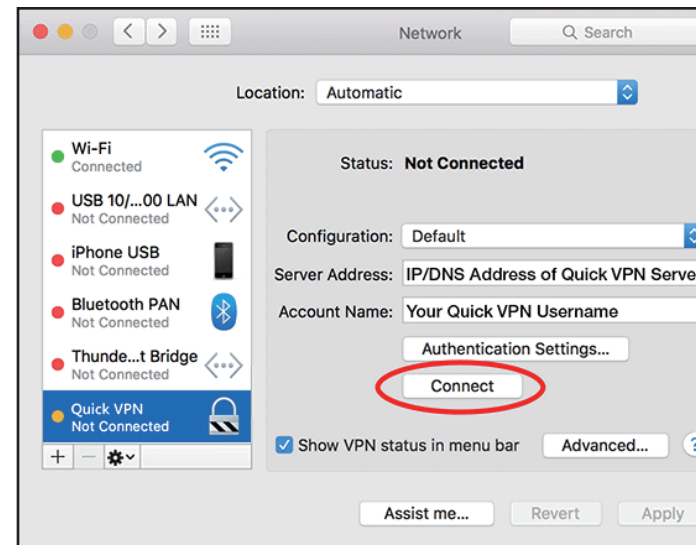 Network
Search
Location: Automatic
Wi-Fi
Connected
USB 10/...00 LAN
Not Connected
iPhone USB
Not Connected
Bluetooth PAN
Not Connected
Thunde...t Bridge
Not Connected
Quick VPN
Not Connected
Status: Not Connected
Configuration: Default
Server Address: IP/DNS Address of Quick VPN Serve
Account Name: Your Quick VPN Username
Authentication Settings...
Connect
Show VPN status in menu bar
Advanced...
?
Assist me...
Revert
Apply